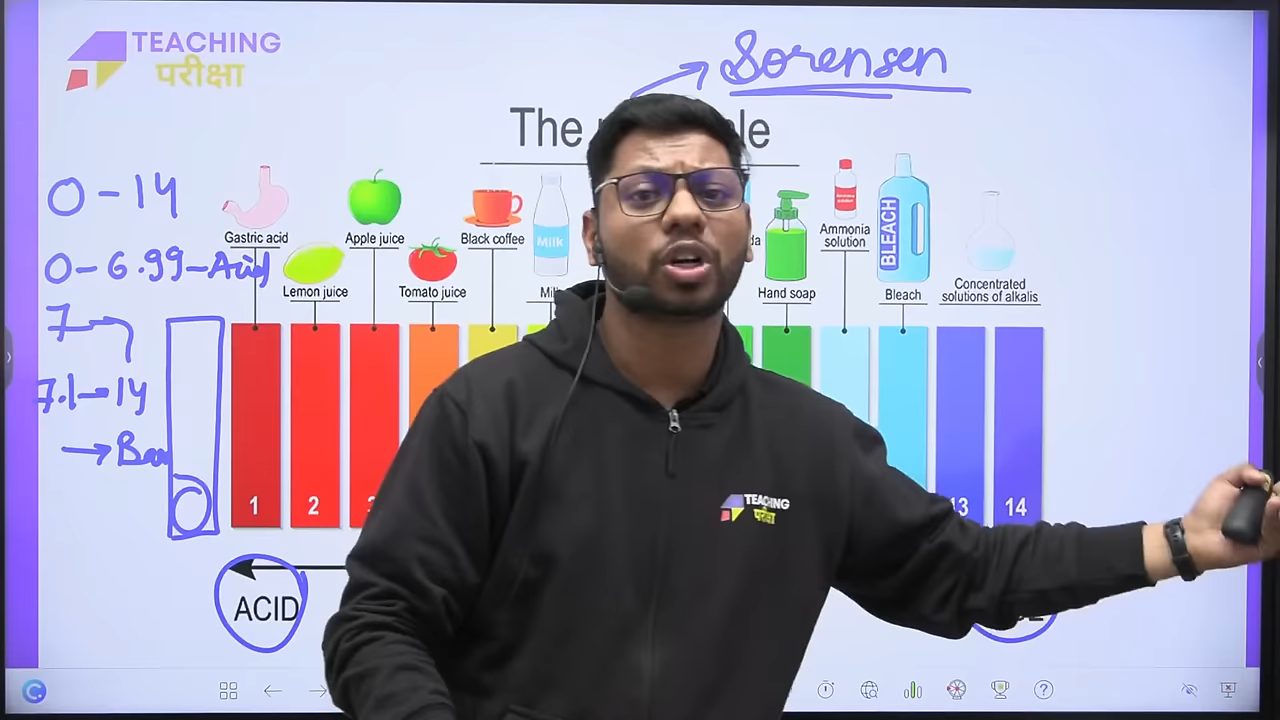 TEACHING
परीक्षा
Sorensen
The
0-14
0-6.99-Acid
7
7.1-14
Gastric acid
Apple juice
Black coffee
Lemon juice
Tomato juice
Milk
Hand soap
Ammonia
solution
BLEACH
Bleach
Concentrated
solutions of alkalis
1
2
13
14
ACID
TEACHING
परीक्षा